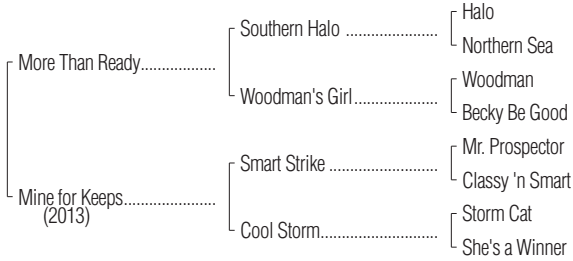 Halo
Southern Halo ......................
Northern Sea
More Than Ready..................
Woodman
Woodman's Girl....................
Becky Be Good
Mr. Prospector
Smart Strike ..........................
Classy 'n Smart
Mine for Keeps......................
(2013)
Storm Cat
Cool Storm............................
She's a Winner